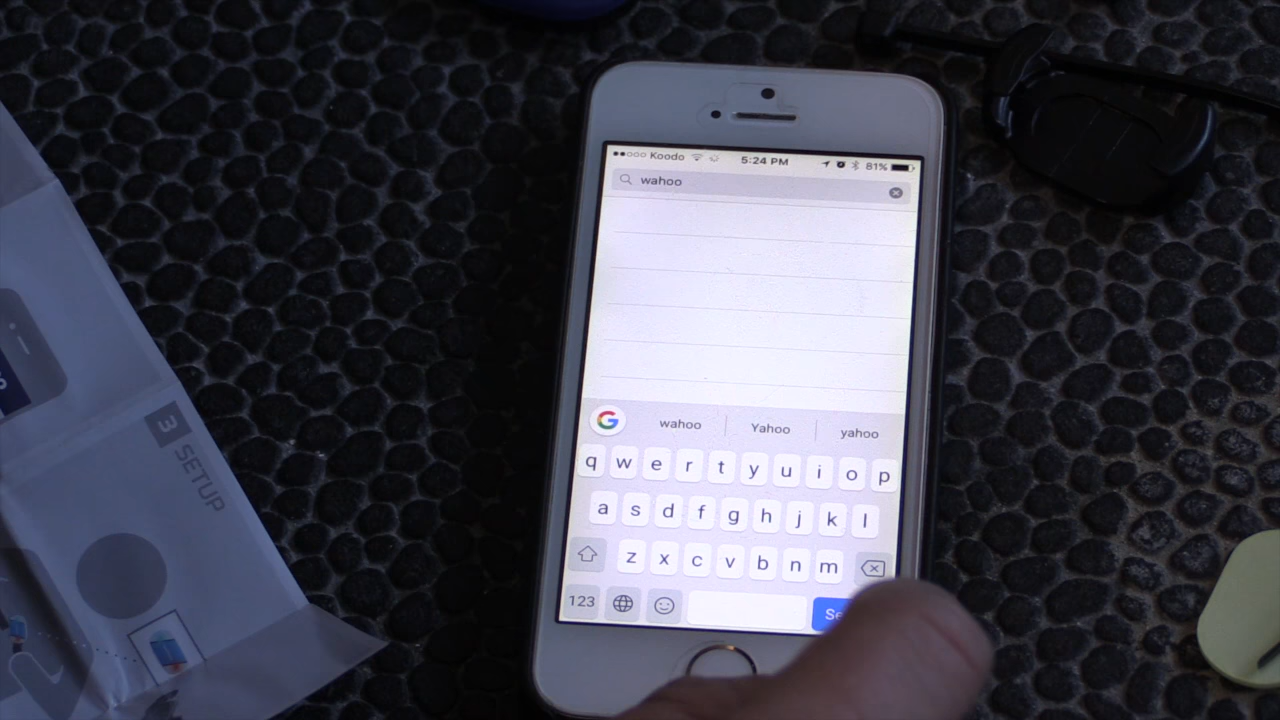 Koodo 5:24 PM 81%
wahoo
G wahoo Yahoo yahoo
q w e r t y u i o p
a s d f g h j k l
z x c v b n m
123
3 SETUP